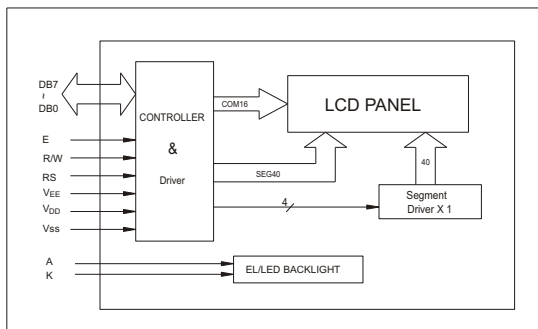 DB7
~
DB0
E
R/W
RS
VEE
VDD
Vss
A
K
CONTROLLER
&
Driver
COM16
SEG40
4
LCD PANEL
40
Segment
Driver X 1
EL/LED BACKLIGHT